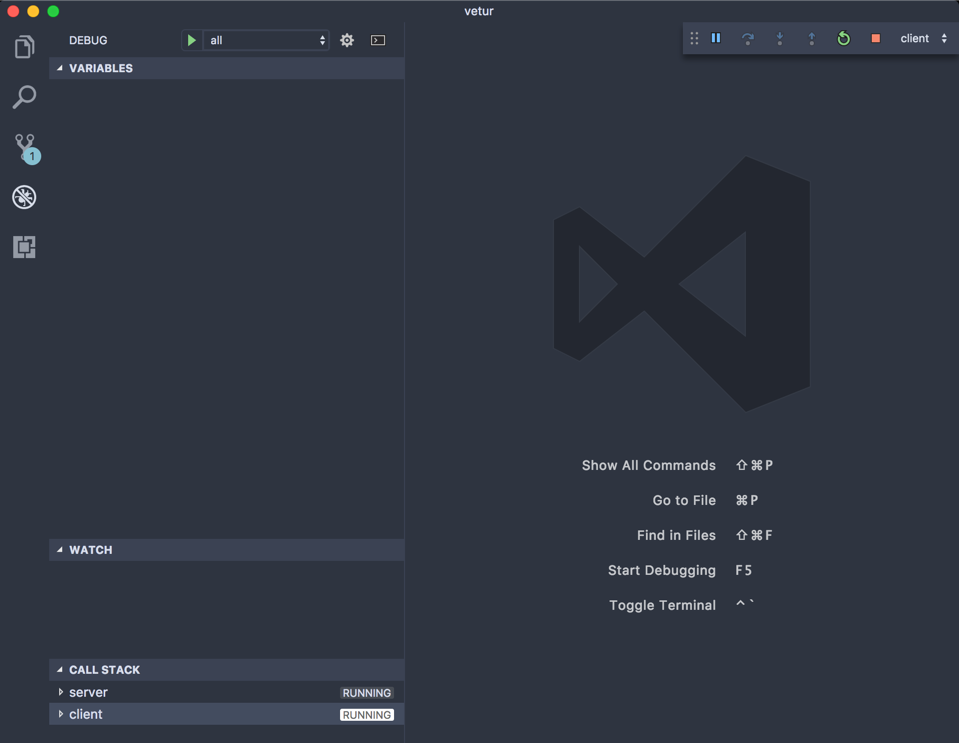 vetur
DEBUG all
client
VARIABLES
1
Show All Commands ⇧⌘P
Go to File ⌘P
Find in Files ⇧⌘F
Start Debugging F5
Toggle Terminal ^`
WATCH
CALL STACK
server RUNNING
client RUNNING